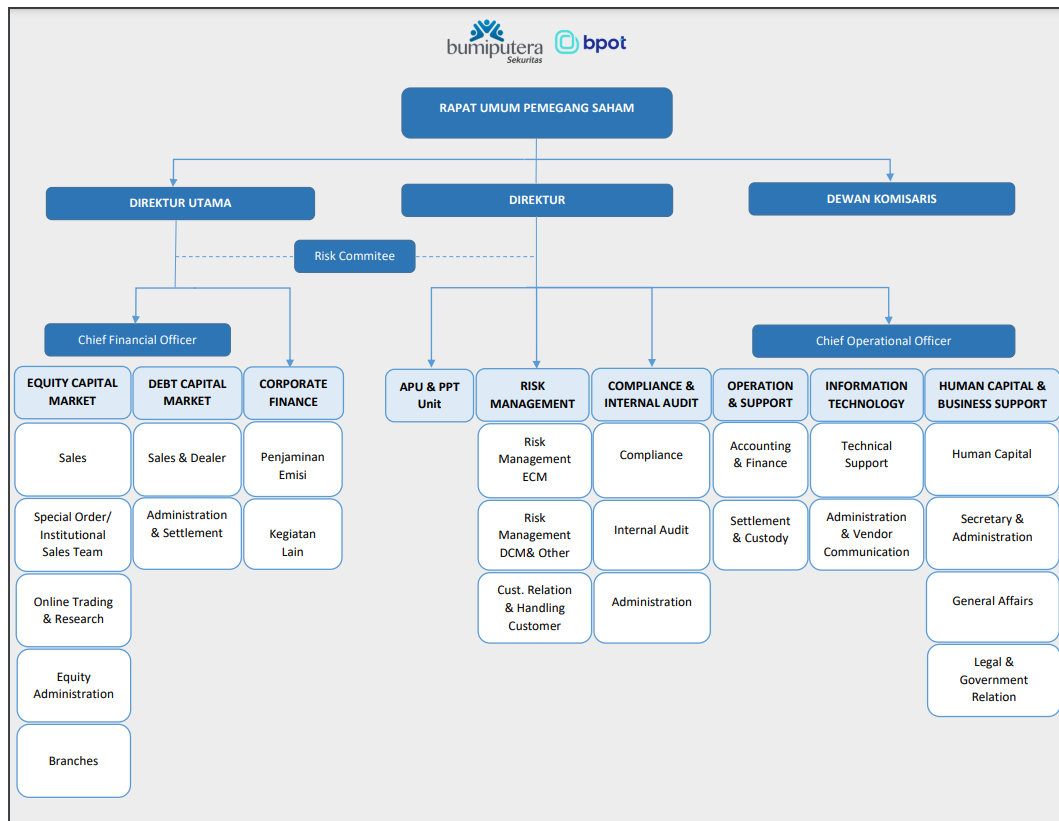 bumiputera
Sekuritas
bpot
RAPAT UMUM PEMEGANG SAHAM
DIREKTUR UTAMA
DIREKTUR
DEWAN KOMISARIS
Risk Commitee
Chief Financial Officer
Chief Operational Officer
EQUITY CAPITAL
MARKET
DEBT CAPITAL
MARKET
CORPORATE
FINANCE
APU & PPT
Unit
RISK
MANAGEMENT
COMPLIANCE &
INTERNAL AUDIT
OPERATION
& SUPPORT
INFORMATION
TECHNOLOGY
HUMAN CAPITAL &
BUSINESS SUPPORT
Sales
Sales & Dealer
Penjaminan
Emisi
Risk
Management
ECM
Compliance
Accounting
& Finance
Technical
Support
Human Capital
Special Order/
Institutional
Sales Team
Administration
& Settlement
Kegiatan
Lain
Risk
Management
DCM& Other
Internal Audit
Settlement
& Custody
Administration
& Vendor
Communication
Secretary &
Administration
Online Trading
& Research
Cust. Relation
& Handling
Customer
Administration
General Affairs
Equity
Administration
Legal &
Government
Relation
Branches